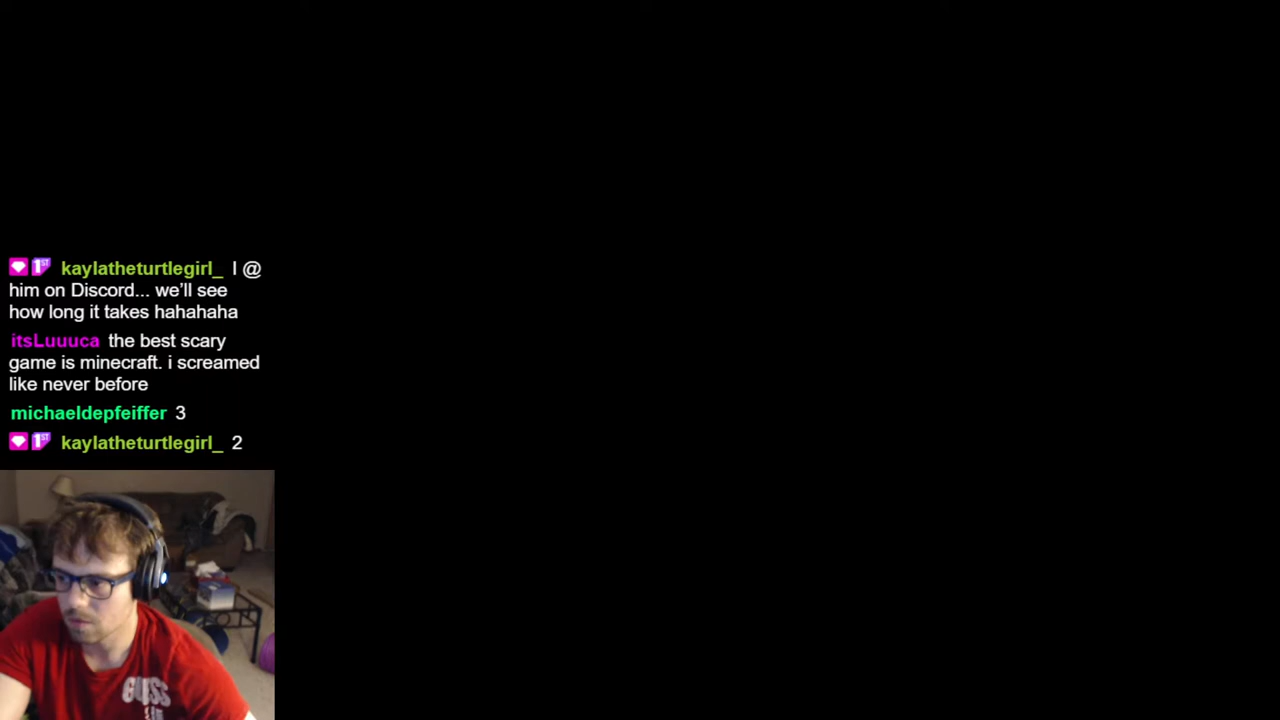 kaylatheturtlegirl_ I @
him on Discord... we'll see
how long it takes hahahaha
itsLuuuca the best scary
game is minecraft. i screamed
like never before
michaeldepfeiffer 3
kaylatheturtlegirl_ 2
GUESS